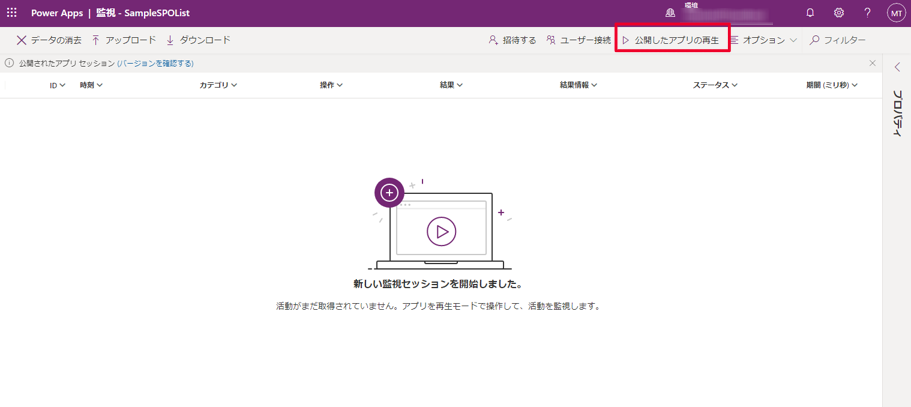 Power Apps | 監視 - SampleSPOList
環境
MT
データの消去 アップロード ダウンロード 招待する ユーザー接続 公開したアプリの再生 オプション フィルター
公開されたアプリ セッション (バージョンを確認する)
ID 時刻 カテゴリ 操作 結果 結果情報 ステータス 期間 (ミリ秒)
プロパティ
新しい監視セッションを開始しました。
活動がまだ取得されていません。アプリを再生モードで操作して、活動を監視します。